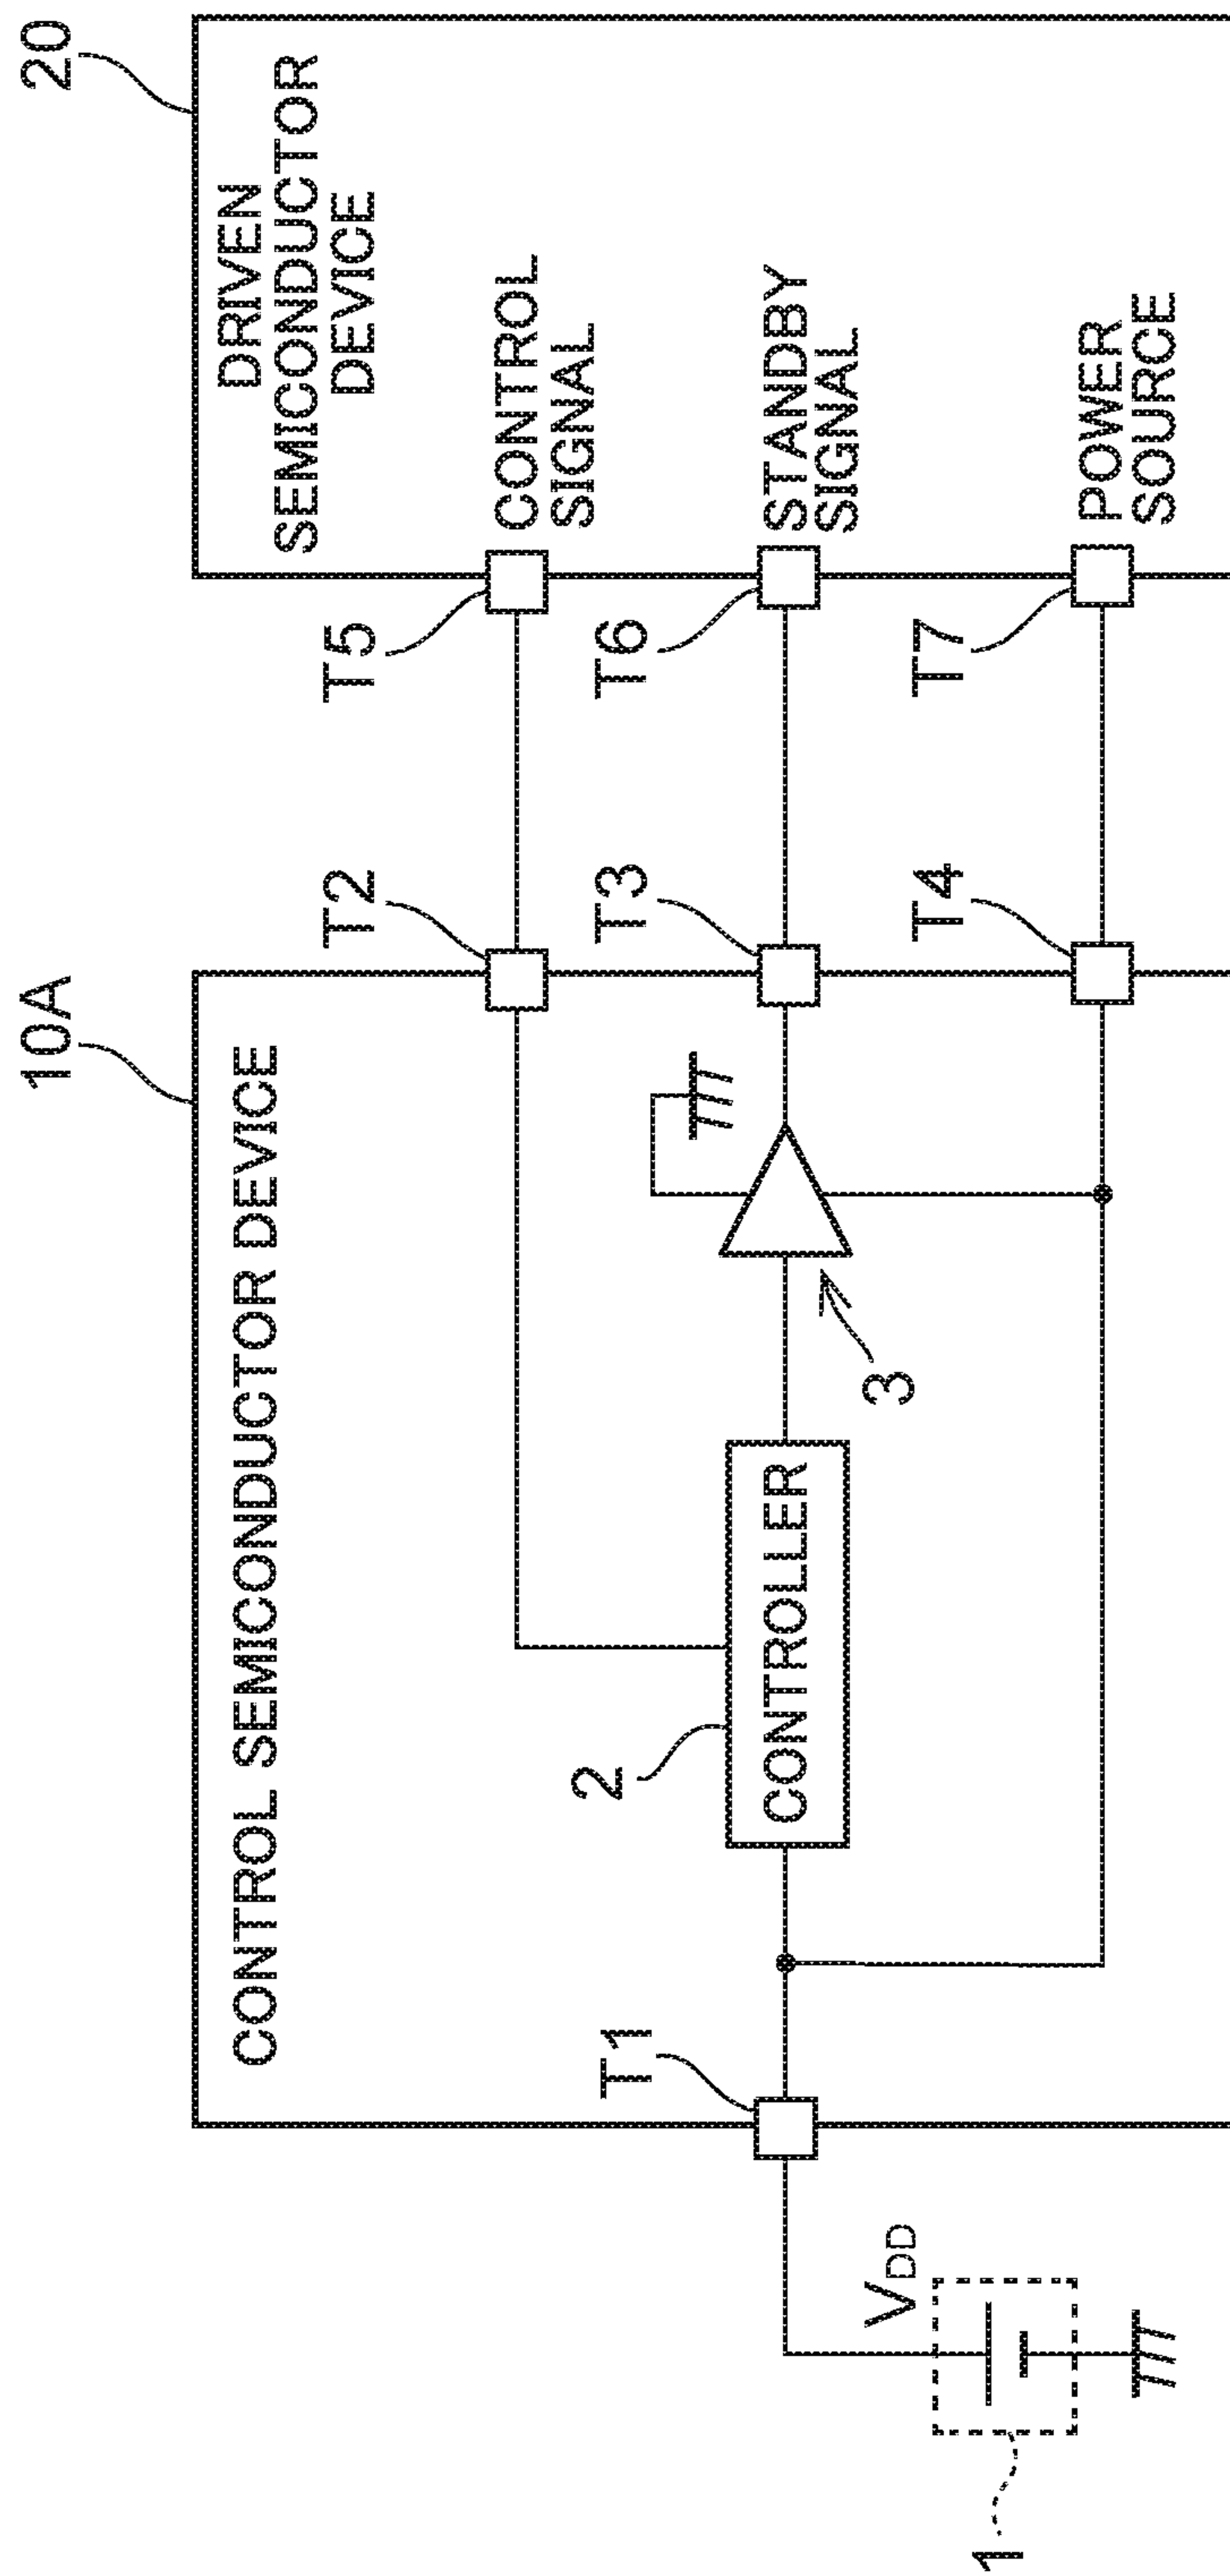 10A
20
CONTROL SEMICONDUCTOR DEVICE
DRIVEN
SEMICONDUCTOR
DEVICE
T2
T5
CONTROL
SIGNAL
T1
2
CONTROLLER
3
T3
T6
STANDBY
SIGNAL
VDD
1
T4
T7
POWER
SOURCE